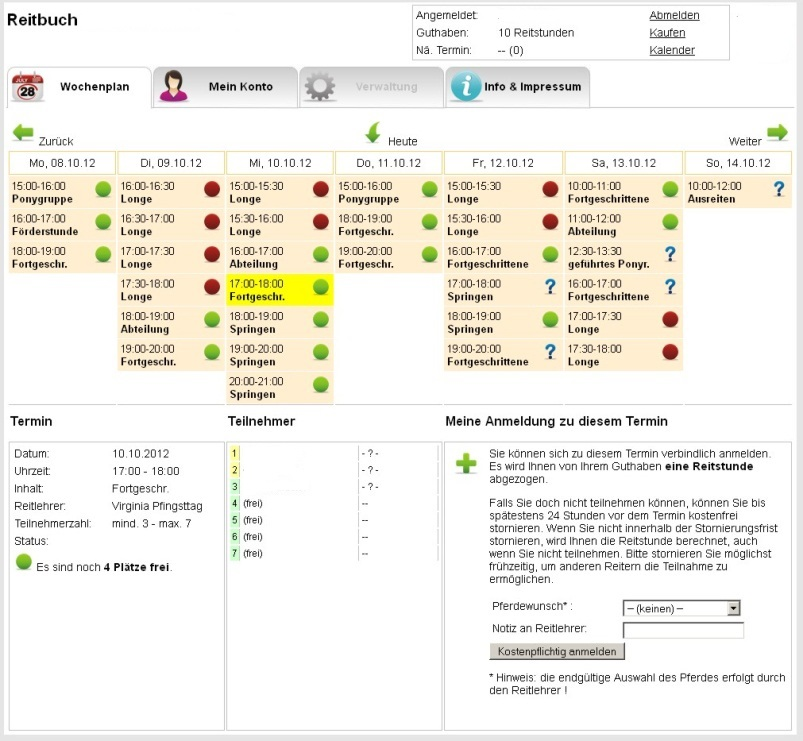 Reitbuch
Angemeldet: Abmelden
Guthaben: 10 Reitstunden Kaufen
Nä. Termin: -- (0) Kalender
JULY 28 Wochenplan Mein Konto Verwaltung i Info & Impressum
Zurück Heute Weiter
Mo, 08.10.12 Di, 09.10.12 Mi, 10.10.12 Do, 11.10.12 Fr, 12.10.12 Sa, 13.10.12 So, 14.10.12
15:00-16:00 16:00-16:30 15:00-15:30 15:00-16:00 15:00-15:30 10:00-11:00 10:00-12:00 ?
Ponygruppe Longe Longe Ponygruppe Longe Fortgeschrittene Ausreiten
16:00-17:00 16:30-17:00 15:30-16:00 18:00-19:00 15:30-16:00 11:00-12:00
Förderstunde Longe Longe Fortgeschr. Longe Abteilung
18:00-19:00 17:00-17:30 16:00-17:00 19:00-20:00 16:00-17:00 12:30-13:30 ?
Fortgeschr. Longe Abteilung Fortgeschr. Fortgeschrittene geführtes Ponyr.
17:30-18:00 17:00-18:00 17:00-18:00 ? 16:00-17:00 ?
Longe Fortgeschr. Springen Fortgeschrittene
18:00-19:00 18:00-19:00 18:00-19:00 17:00-17:30
Abteilung Springen Springen Longe
19:00-20:00 19:00-20:00 19:00-20:00 ? 17:30-18:00
Fortgeschr. Springen Fortgeschrittene Longe
20:00-21:00
Springen
Termin
Datum: 10.10.2012
Uhrzeit: 17:00 - 18:00
Inhalt: Fortgeschr.
Reitlehrer: Virginia Pfingsttag
Teilnehmerzahl: mind. 3 - max. 7
Status:
Es sind noch 4 Plätze frei.
Teilnehmer
1 - ? -
2 - ? -
3 - ? -
4 (frei) --
5 (frei) --
6 (frei) --
7 (frei) --
Meine Anmeldung zu diesem Termin
Sie können sich zu diesem Termin verbindlich anmelden.
Es wird Ihnen von Ihrem Guthaben eine Reitstunde
abgezogen.
Falls Sie doch nicht teilnehmen können, können Sie bis
spätestens 24 Stunden vor dem Termin kostenfrei
stornieren. Wenn Sie nicht innerhalb der Stornierungsfrist
stornieren, wird Ihnen die Reitstunde berechnet, auch
wenn Sie nicht teilnehmen. Bitte stornieren Sie möglichst
frühzeitig, um anderen Reitern die Teilnahme zu
ermöglichen.
Pferdewunsch* : -- (keinen) --
Notiz an Reitlehrer:
Kostenpflichtig anmelden
* Hinweis: die endgültige Auswahl des Pferdes erfolgt durch
den Reitlehrer !